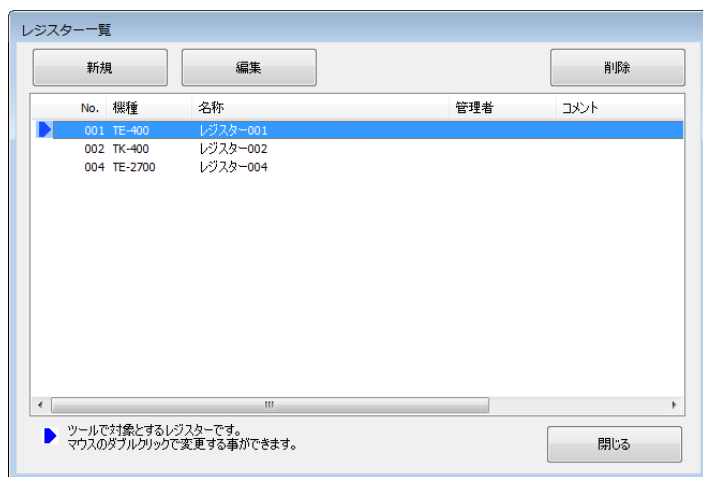 レジスター一覧
新規 編集 削除
No. 機種 名称 管理者 コメント
001 TE-400 レジスター001
002 TK-400 レジスター002
004 TE-2700 レジスター004
ツールで対象とするレジスターです。
マウスのダブルクリックで変更する事ができます。
閉じる